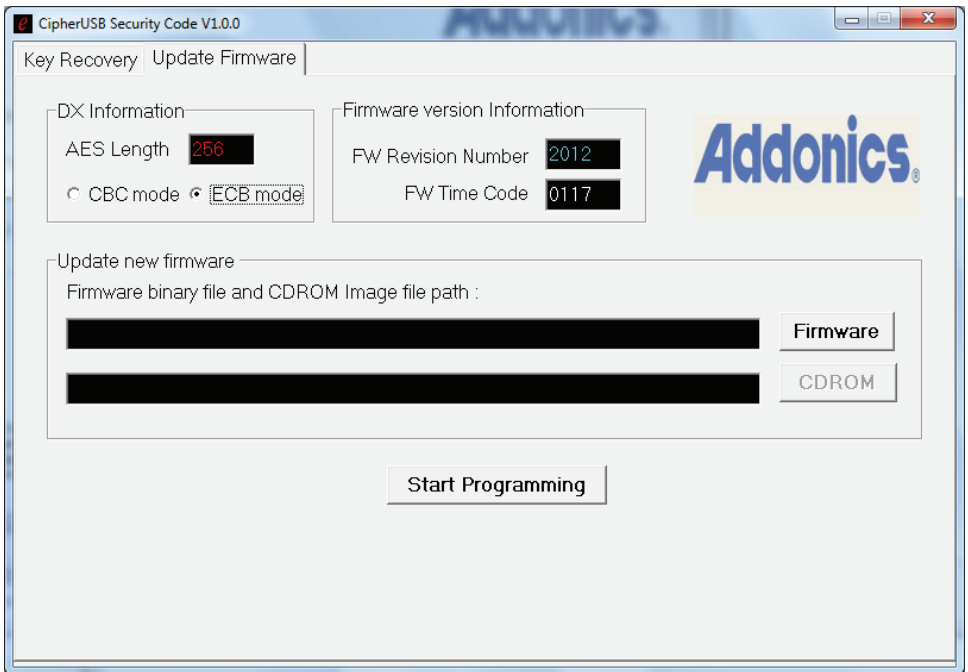 CipherUSB Security Code V1.0.0
Key Recovery Update Firmware
DX Information
AES Length 256
CBC mode ECB mode
Firmware version Information
FW Revision Number 2012
FW Time Code 0117
Addonics®
Update new firmware
Firmware binary file and CDROM Image file path :
Firmware
CDROM
Start Programming